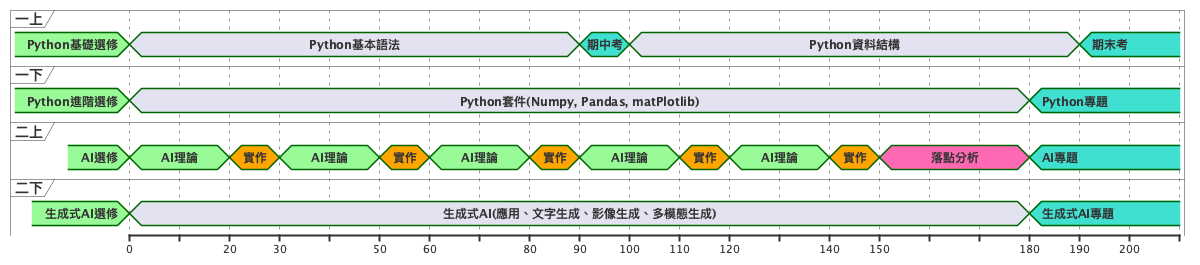 一上
Python基礎選修 Python基本語法 期中考 Python資料結構 期末考
一下
Python進階選修 Python套件(Numpy, Pandas, matPlotlib) Python專題
二上
AI選修 AI理論 實作 AI理論 實作 AI理論 實作 AI理論 實作 AI理論 實作 落點分析 AI專題
二下
生成式AI選修 生成式AI(應用、文字生成、影像生成、多模態生成) 生成式AI專題
0 20 30 50 60 80 90 100 110 120 140 150 180 190 200